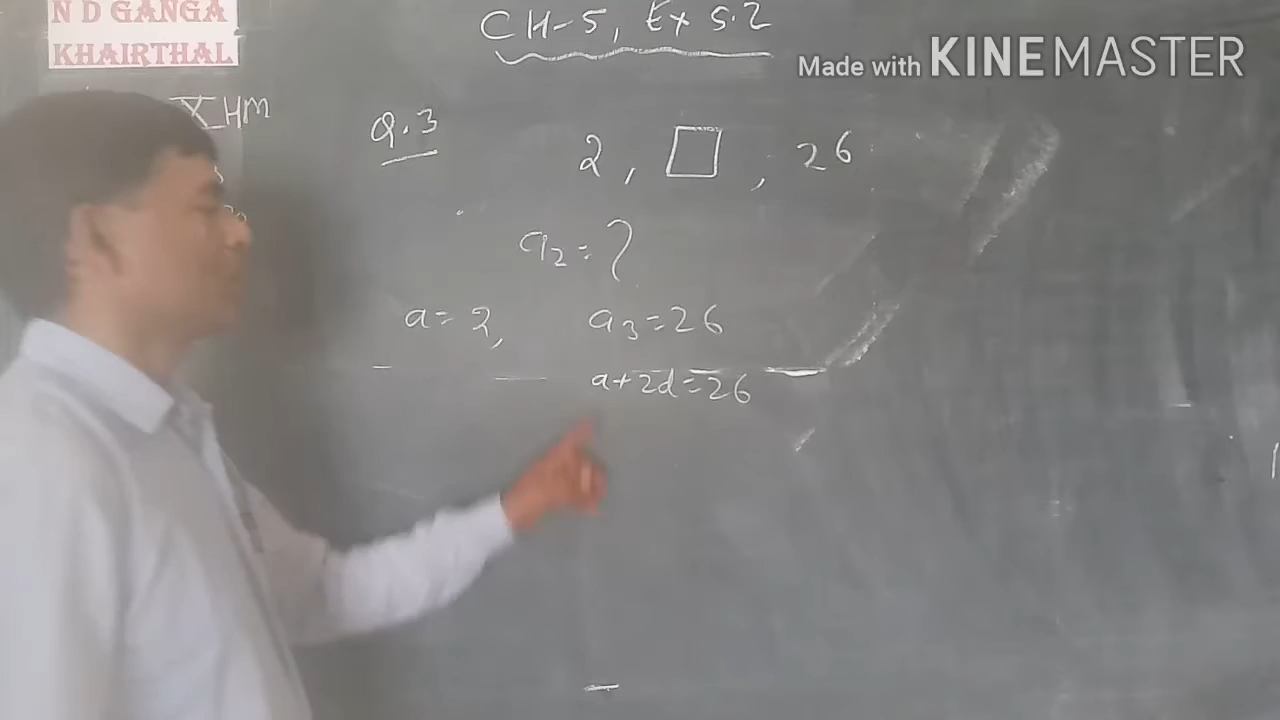 N D GANGA
KHAIRTHAL
CH-5, Ex 5.2
Made with KINEMASTER
X HM
Q.3
2, □, 26
a₂ = ?
a = 2, a₃ = 26
a + 2d = 26